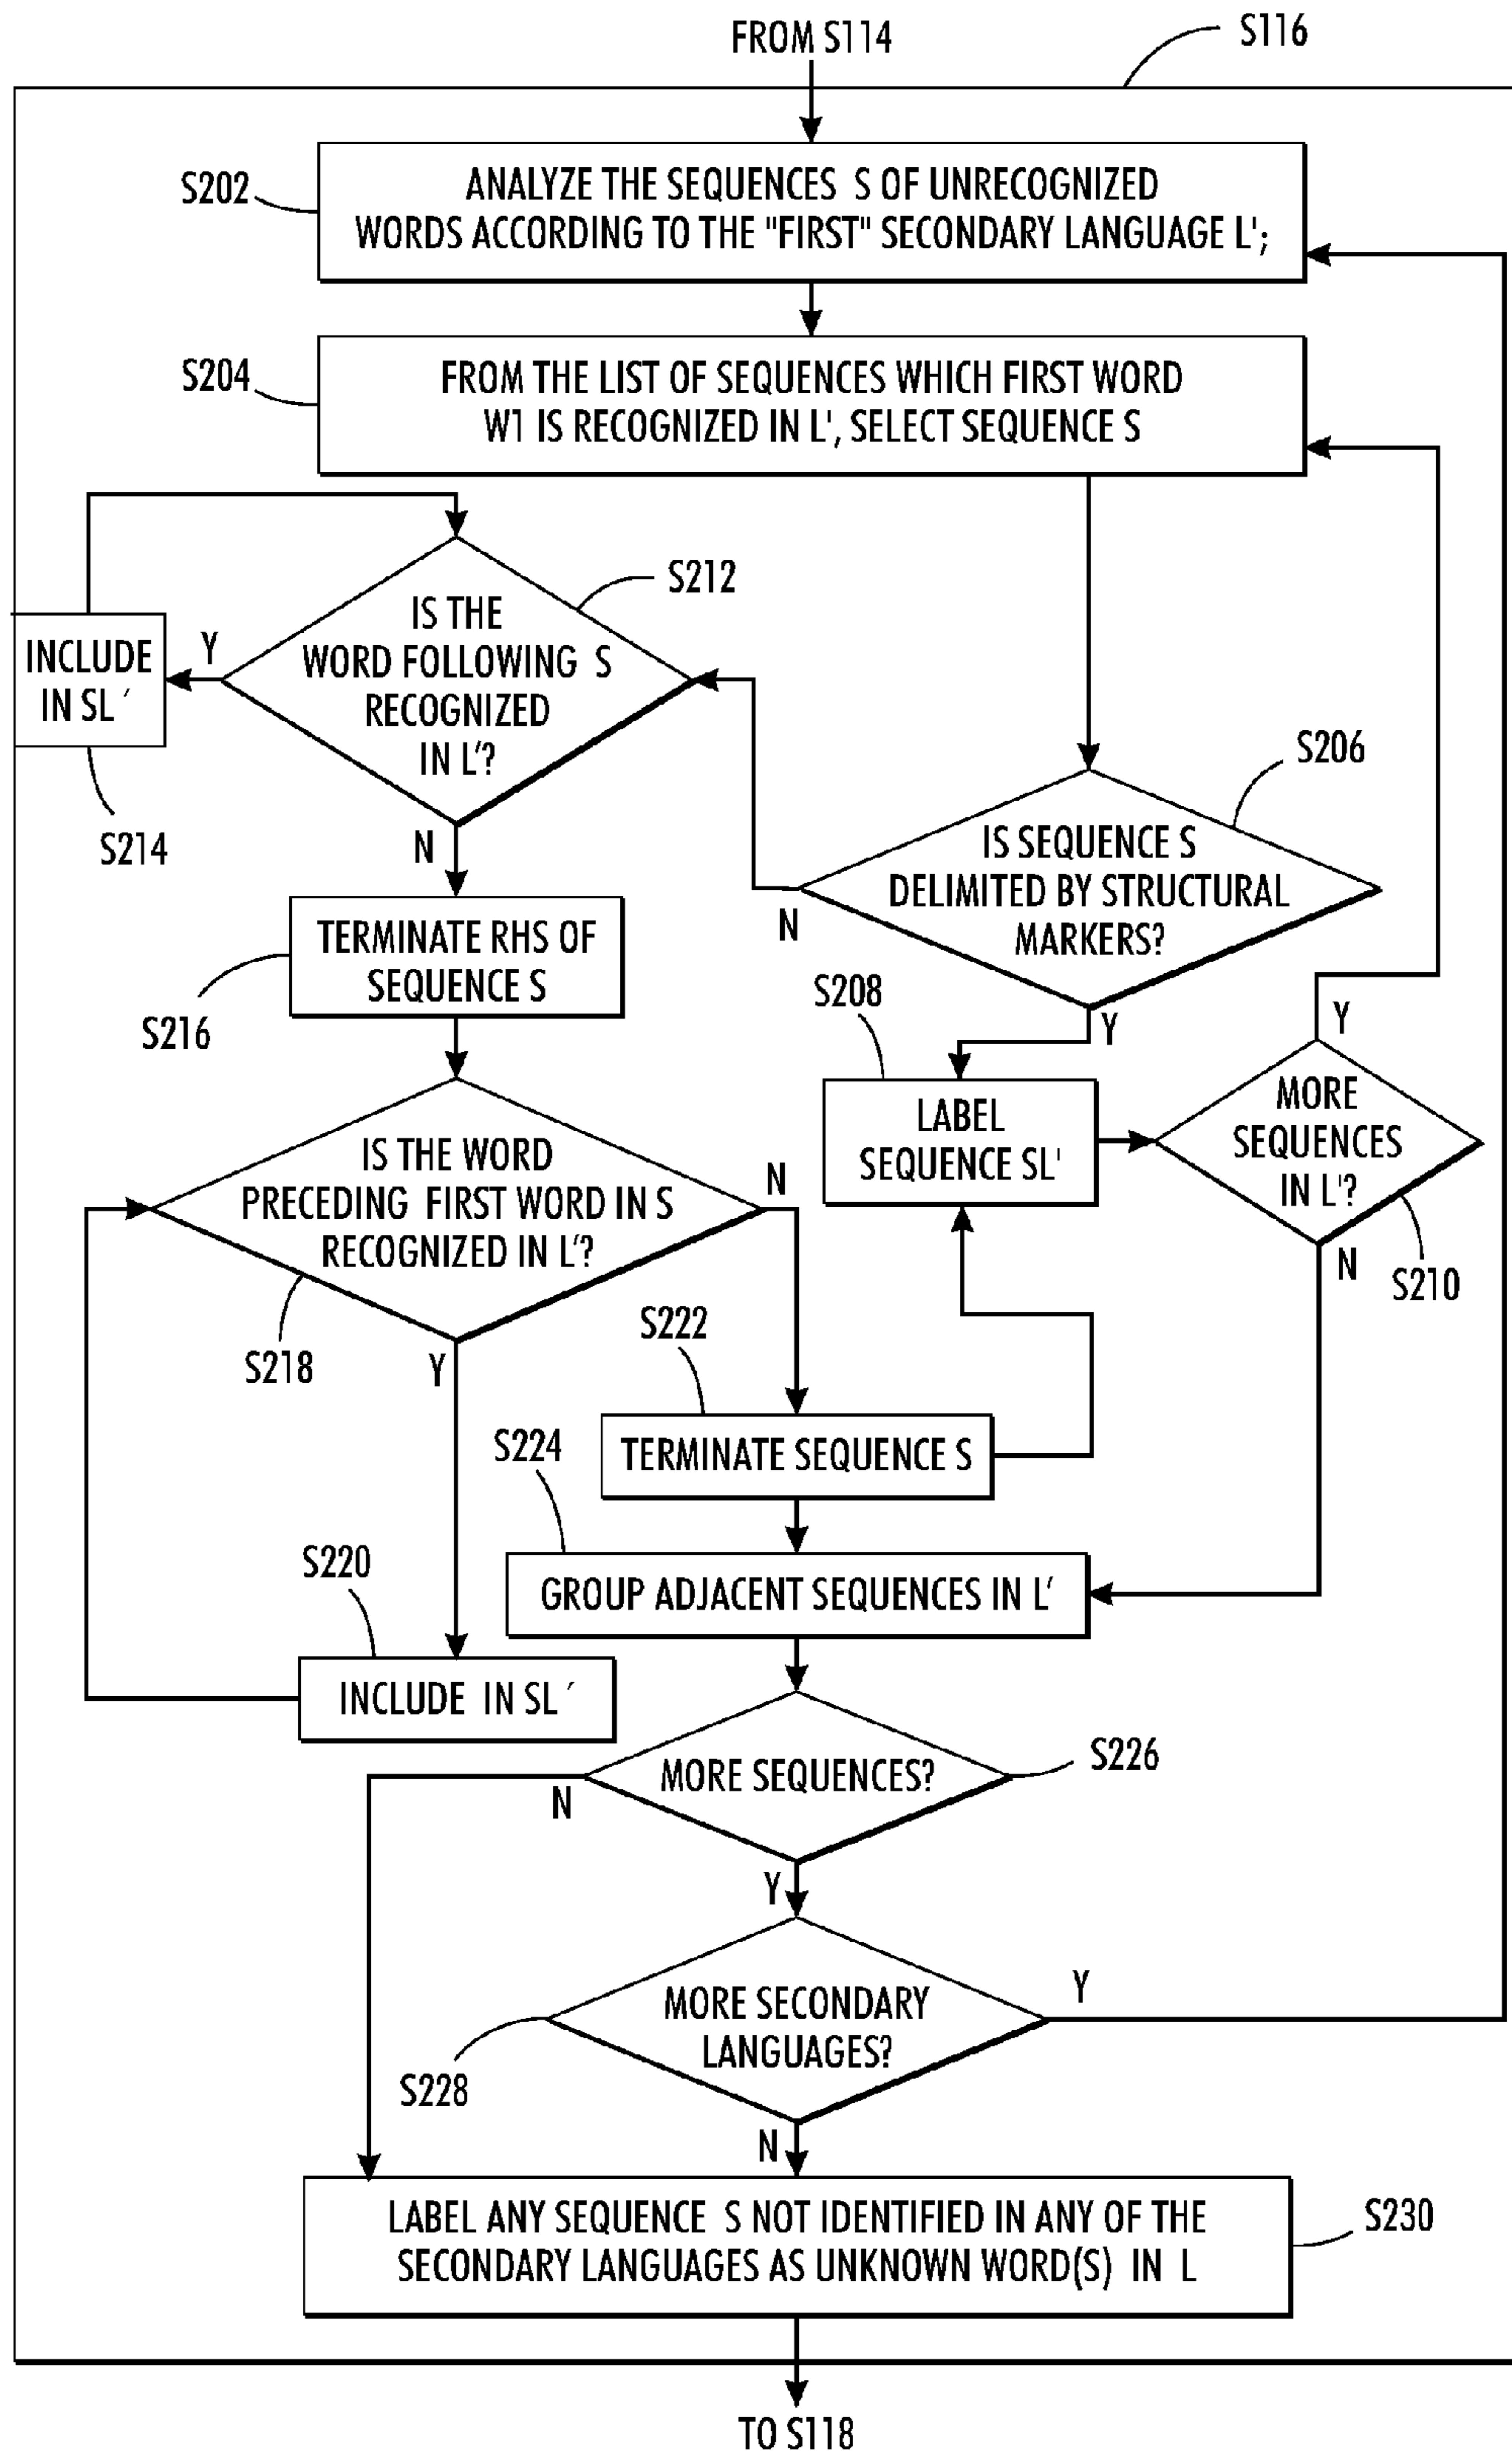 FROM S114
S116
S202
ANALYZE THE SEQUENCES S OF UNRECOGNIZED
WORDS ACCORDING TO THE "FIRST" SECONDARY LANGUAGE L';
S204
FROM THE LIST OF SEQUENCES WHICH FIRST WORD
W1 IS RECOGNIZED IN L', SELECT SEQUENCE S
S212
IS THE
WORD FOLLOWING S
RECOGNIZED
IN L'?
Y
INCLUDE
IN SL'
S214
N
S206
IS SEQUENCE S
DELIMITED BY STRUCTURAL
MARKERS?
N
Y
TERMINATE RHS OF
SEQUENCE S
S216
S208
LABEL
SEQUENCE SL'
Y
MORE
SEQUENCES
IN L'?
N
S210
IS THE WORD
PRECEDING FIRST WORD IN S
RECOGNIZED IN L'?
N
S218
Y
S222
TERMINATE SEQUENCE S
S224
GROUP ADJACENT SEQUENCES IN L'
S220
INCLUDE IN SL'
MORE SEQUENCES?
S226
N
Y
MORE SECONDARY
LANGUAGES?
Y
S228
N
LABEL ANY SEQUENCE S NOT IDENTIFIED IN ANY OF THE
SECONDARY LANGUAGES AS UNKNOWN WORD(S) IN L
S230
TO S118